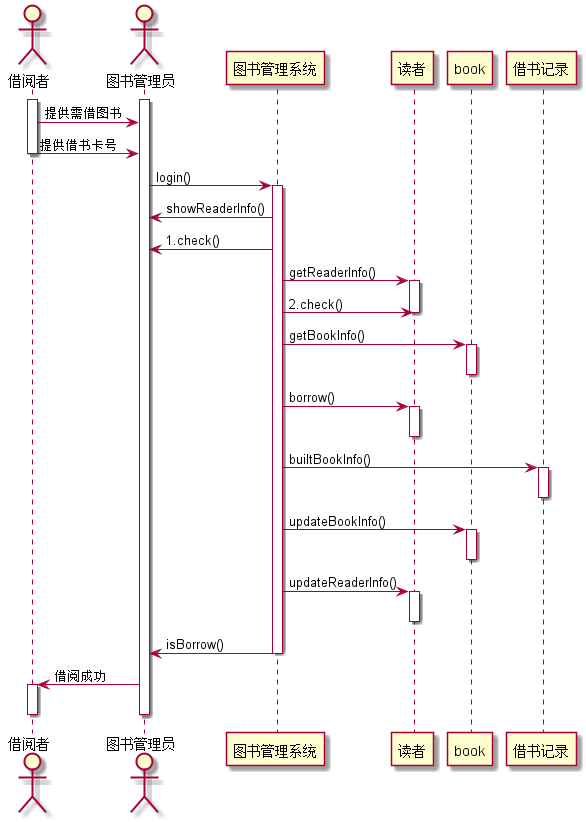 借阅者
图书管理员
图书管理系统
读者
book
借书记录
提供需借图书
提供借书卡号
login()
showReaderInfo()
1.check()
getReaderInfo()
2.check()
getBookInfo()
borrow()
builtBookInfo()
updateBookInfo()
updateReaderInfo()
isBorrow()
借阅成功
借阅者
图书管理员
图书管理系统
读者
book
借书记录